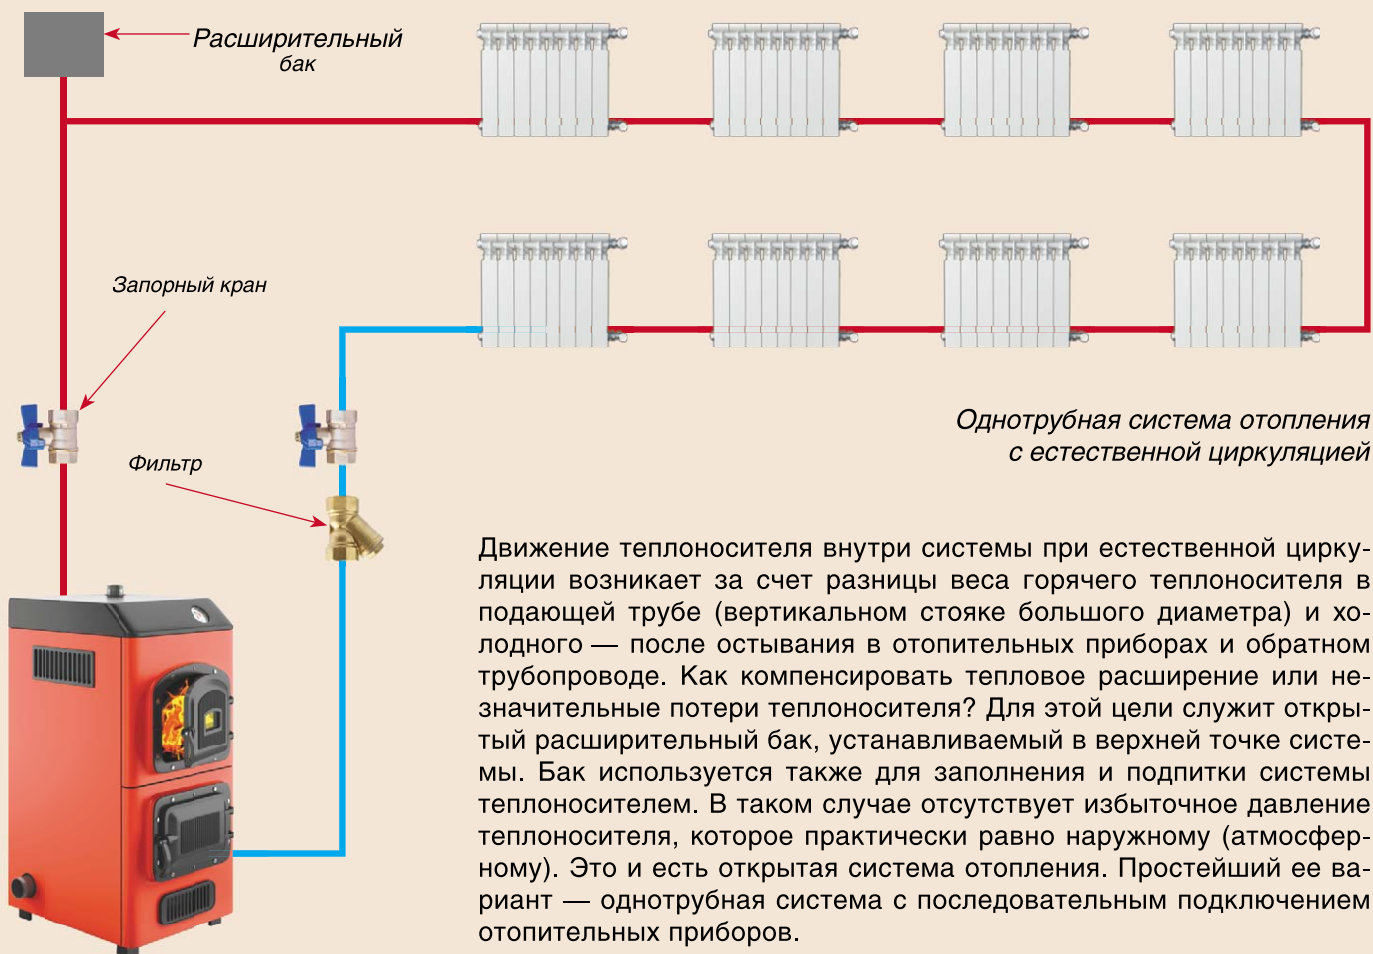 Расширительный
бак
Запорный кран
Фильтр
Однотрубная система отопления
с естественной циркуляцией
Движение теплоносителя внутри системы при естественной цирку-
ляции возникает за счет разницы веса горячего теплоносителя в
подающей трубе (вертикальном стояке большого диаметра) и хо-
лодного — после остывания в отопительных приборах и обратном
трубопроводе. Как компенсировать тепловое расширение или не-
значительные потери теплоносителя? Для этой цели служит откры-
тый расширительный бак, устанавливаемый в верхней точке систе-
мы. Бак используется также для заполнения и подпитки системы
теплоносителем. В таком случае отсутствует избыточное давление
теплоносителя, которое практически равно наружному (атмосфер-
ному). Это и есть открытая система отопления. Простейший ее ва-
риант — однотрубная система с последовательным подключением
отопительных приборов.